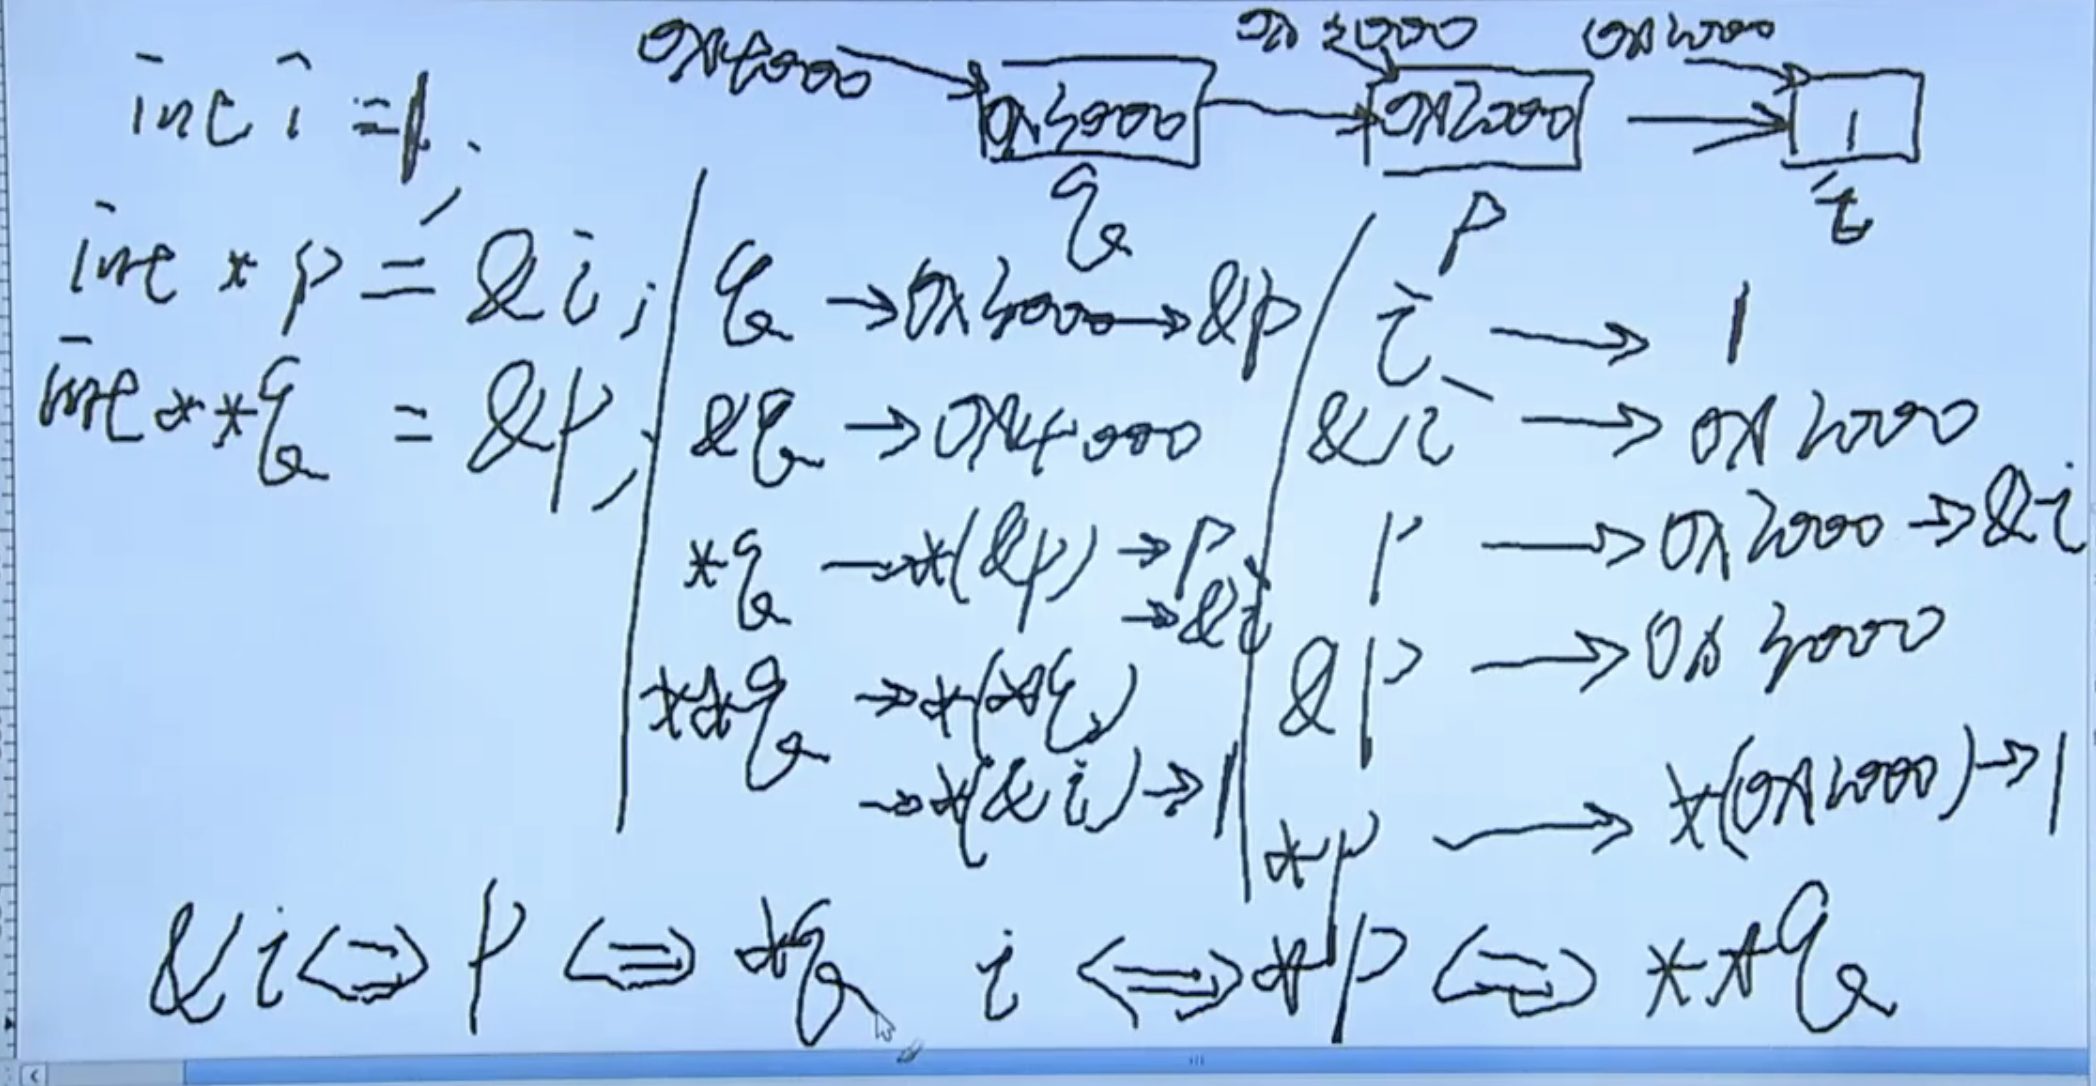 0x4000 0x3000 0x2000
0x3000 0x2000 1
q p i
int i = 1;
int *p = &i;
int **q = &p;
q → 0x3000 → &p
&q → 0x4000
*q → *(&p) → p
→ &i
**q → *(*q)
→ *(&i) → 1
i → 1
&i → 0x2000
p → 0x2000 → &i
&p → 0x3000
*p → *(0x2000) → 1
&i ⇔ p ⇔ *q i ⇔ *p ⇔ **q